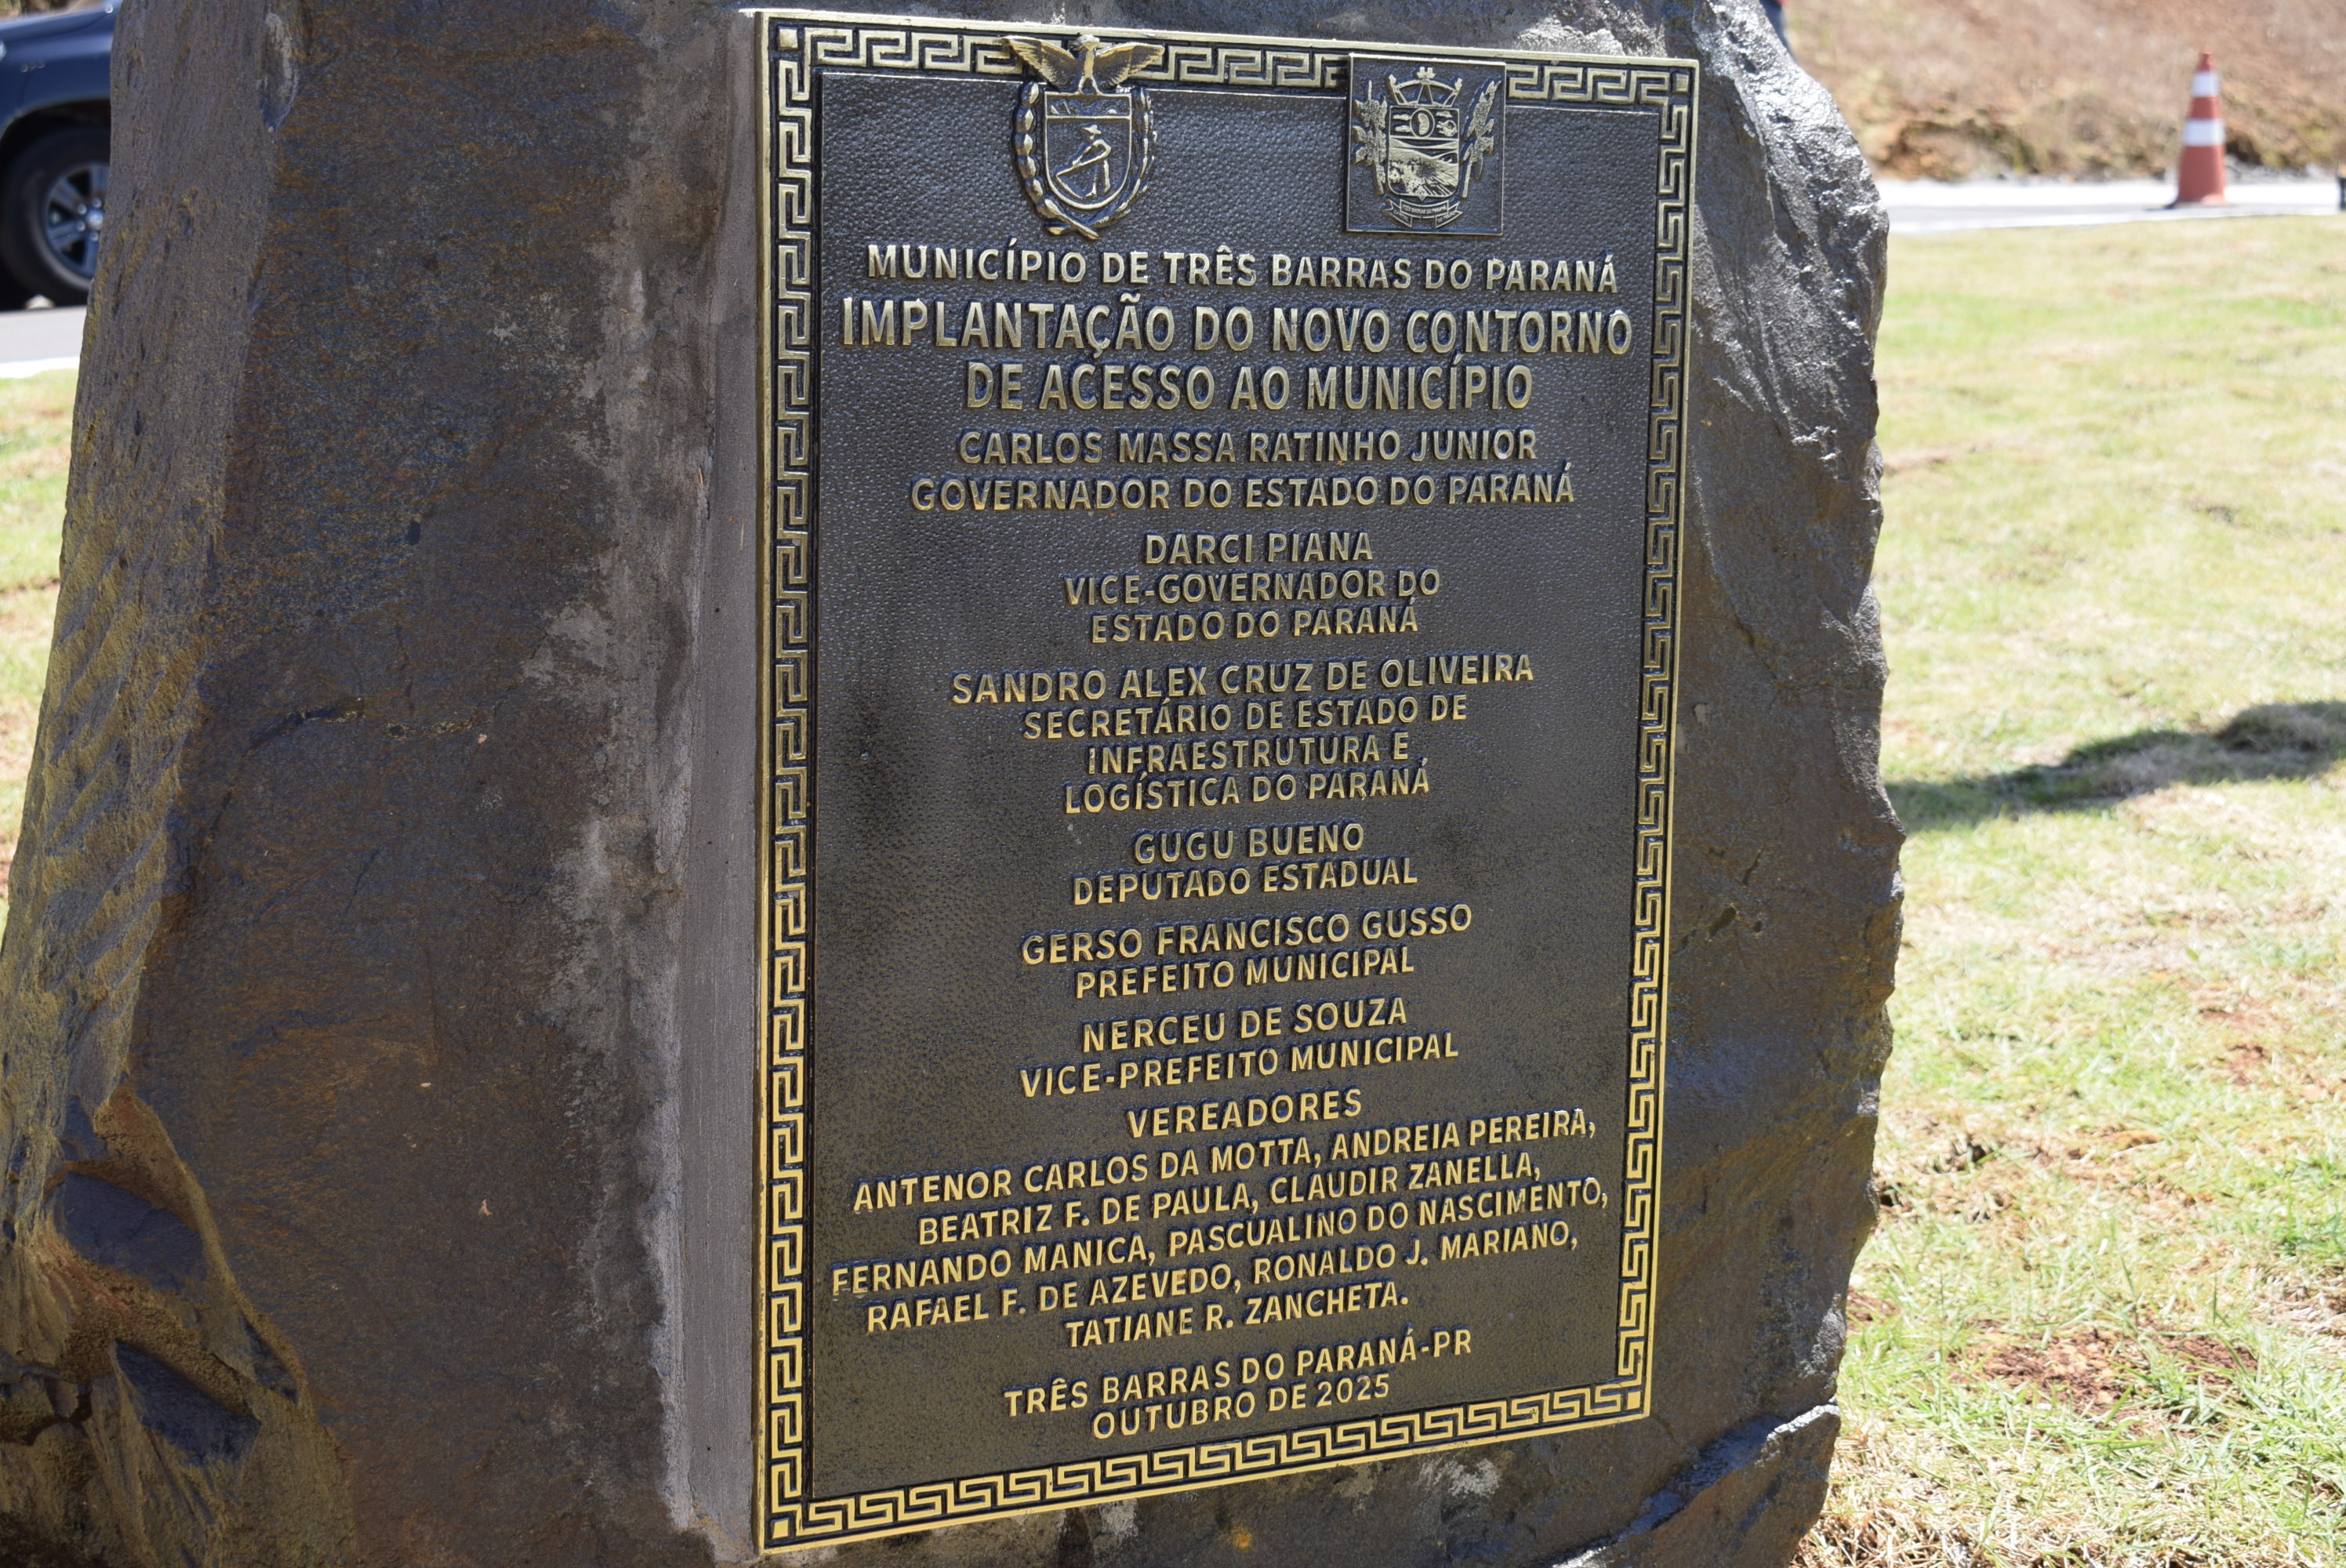 MUNICÍPIO DE TRÊS BARRAS DO PARANÁ
IMPLANTAÇÃO DO NOVO CONTORNO
DE ACESSO AO MUNICÍPIO
CARLOS MASSA RATINHO JUNIOR
GOVERNADOR DO ESTADO DO PARANÁ
DARCI PIANA
VICE-GOVERNADOR DO
ESTADO DO PARANÁ
SANDRO ALEX CRUZ DE OLIVEIRA
SECRETÁRIO DE ESTADO DE
INFRAESTRUTURA E
LOGÍSTICA DO PARANÁ
GUGU BUENO
DEPUTADO ESTADUAL
GERSO FRANCISCO GUSSO
PREFEITO MUNICIPAL
NERCEU DE SOUZA
VICE-PREFEITO MUNICIPAL
VEREADORES
ANTENOR CARLOS DA MOTTA, ANDREIA PEREIRA,
BEATRIZ F. DE PAULA, CLAUDIR ZANELLA,
FERNANDO MANICA, PASCUALINO DO NASCIMENTO,
RAFAEL F. DE AZEVEDO, RONALDO J. MARIANO,
TATIANE R. ZANCHETA.
TRÊS BARRAS DO PARANÁ-PR
OUTUBRO DE 2025